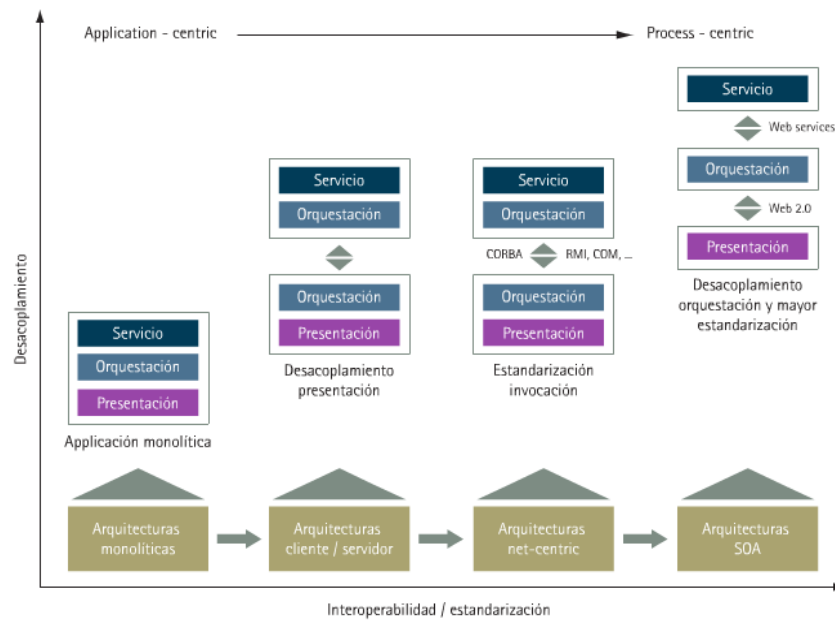 Application - centric
Process - centric
Servicio
Web services
Orquestación
Web 2.0
Presentación
Desacoplamiento
orquestación y mayor
estandarización
Servicio
Orquestación
CORBA
RMI, COM, ...
Orquestación
Presentación
Estandarización
invocación
Servicio
Orquestación
Orquestación
Presentación
Desacoplamiento
presentación
Servicio
Orquestación
Presentación
Applicación monolítica
Desacoplamiento
Arquitecturas
monolíticas
Arquitecturas
cliente / servidor
Arquitecturas
net-centric
Arquitecturas
SOA
Interoperabilidad / estandarización